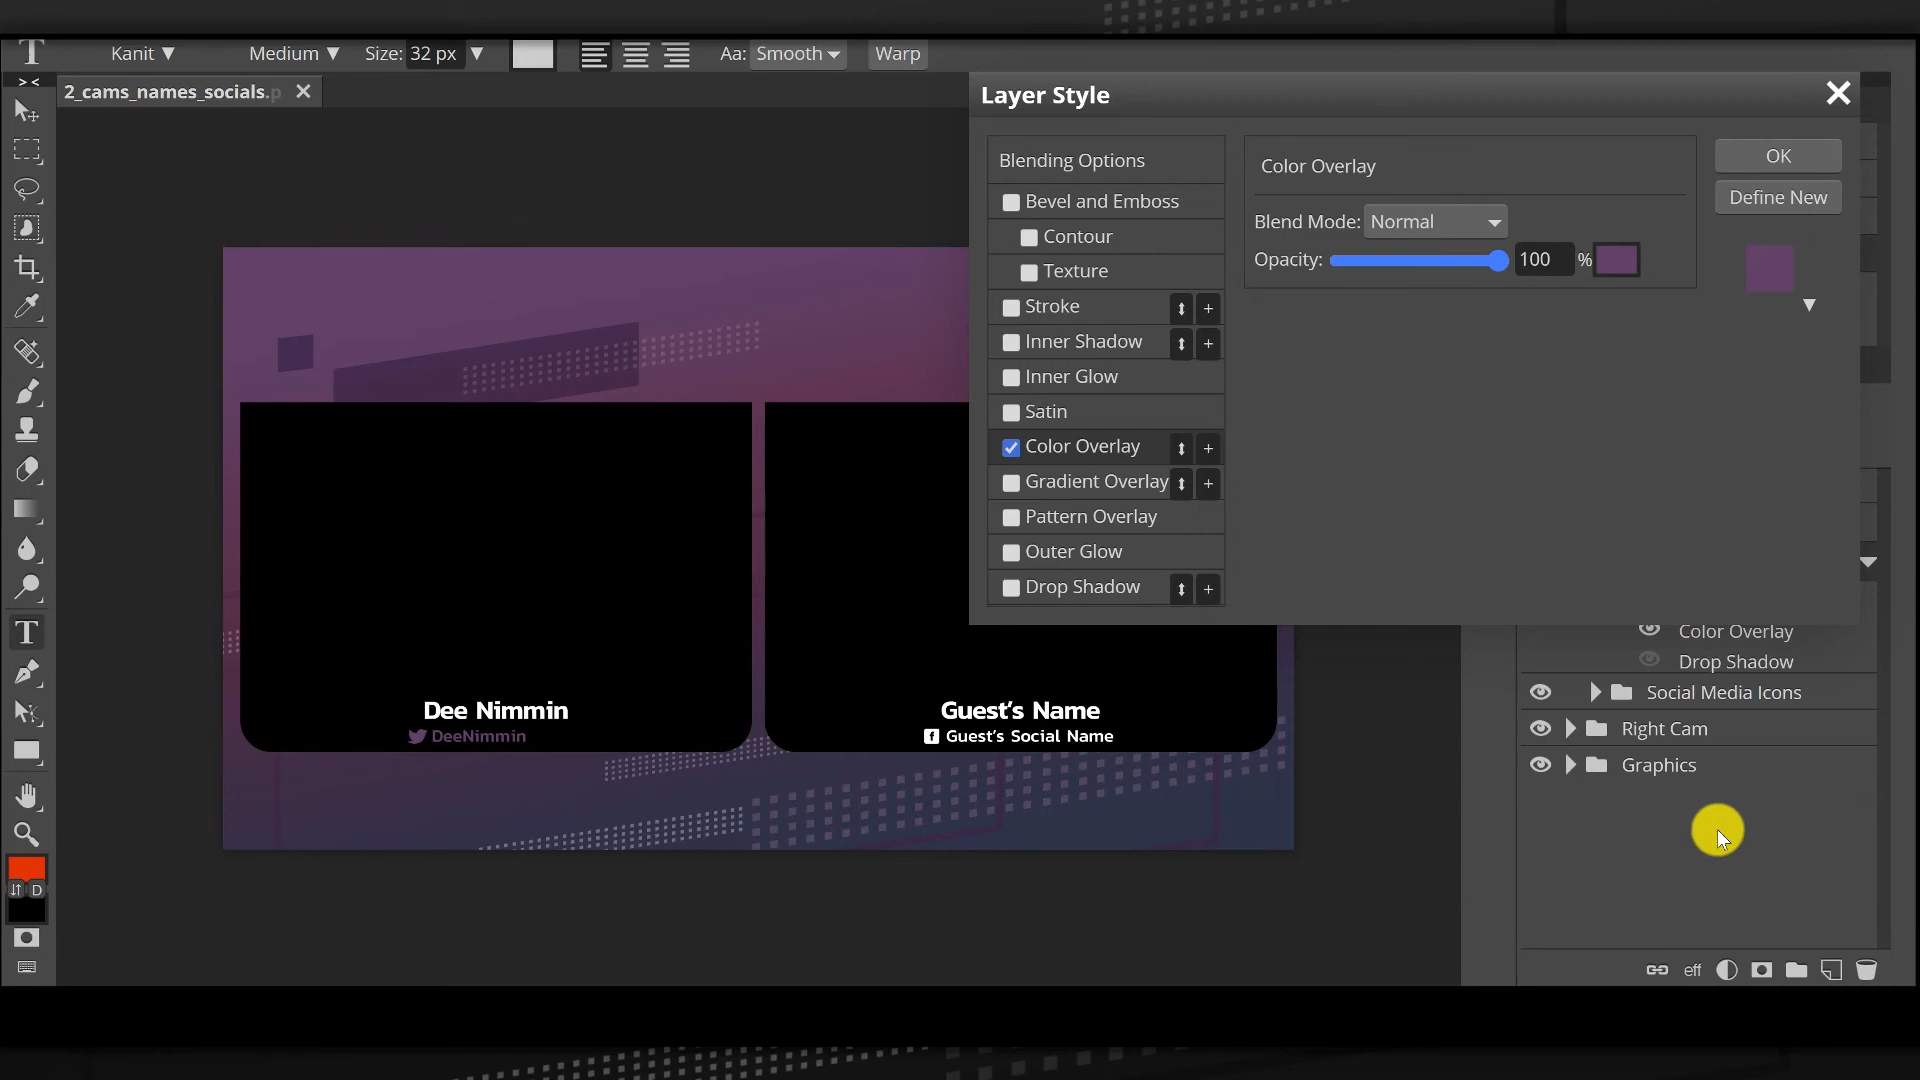 Kanit ▼ Medium ▼ Size: 32 px ▼ Aa: Smooth Warp
> <
2_cams_names_socials.p ✕
Layer Style
Blending Options
Bevel and Emboss
Contour
Texture
Stroke
+
Inner Shadow
+
Inner Glow
Satin
Color Overlay
+
Gradient Overlay
+
Pattern Overlay
Outer Glow
Drop Shadow
+
Color Overlay
Blend Mode: Normal
Opacity: 100 %
OK
Define New
Dee Nimmin
DeeNimmin
Guest's Name
Guest's Social Name
D
Color Overlay
Drop Shadow
Social Media Icons
Right Cam
Graphics
eff